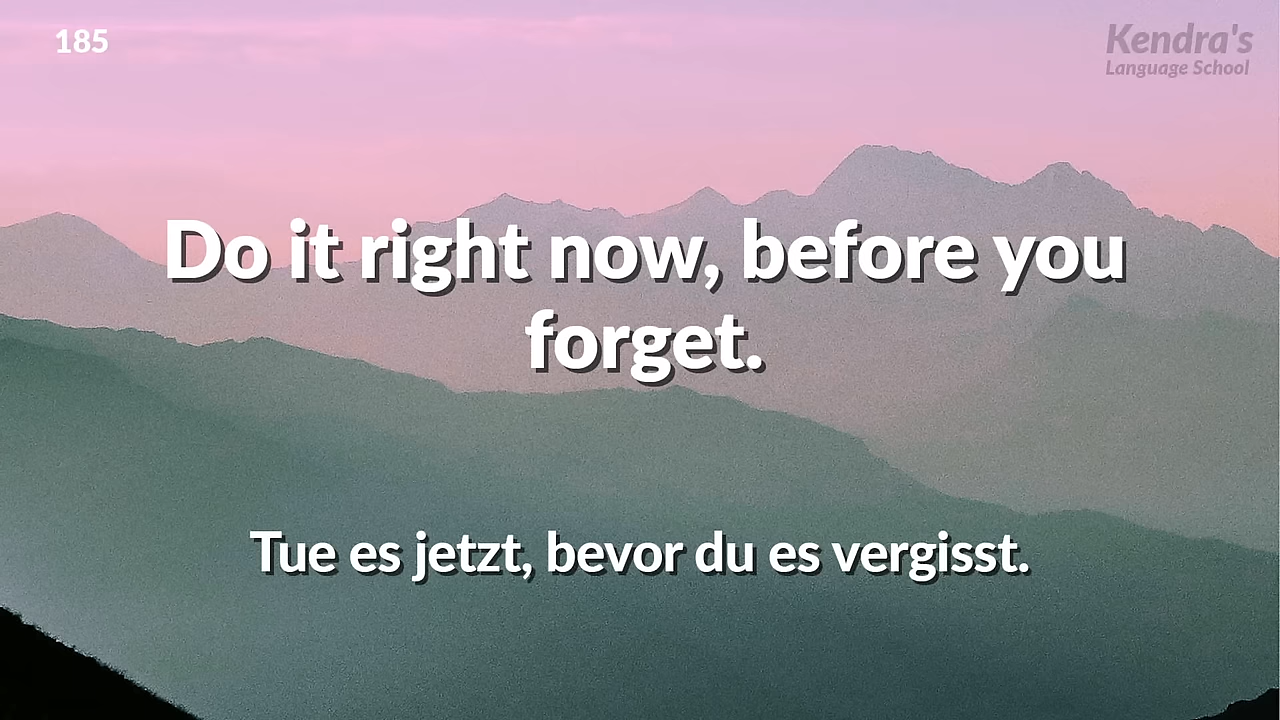 185
Kendra's
Language School
Do it right now, before you
forget.
Tue es jetzt, bevor du es vergisst.